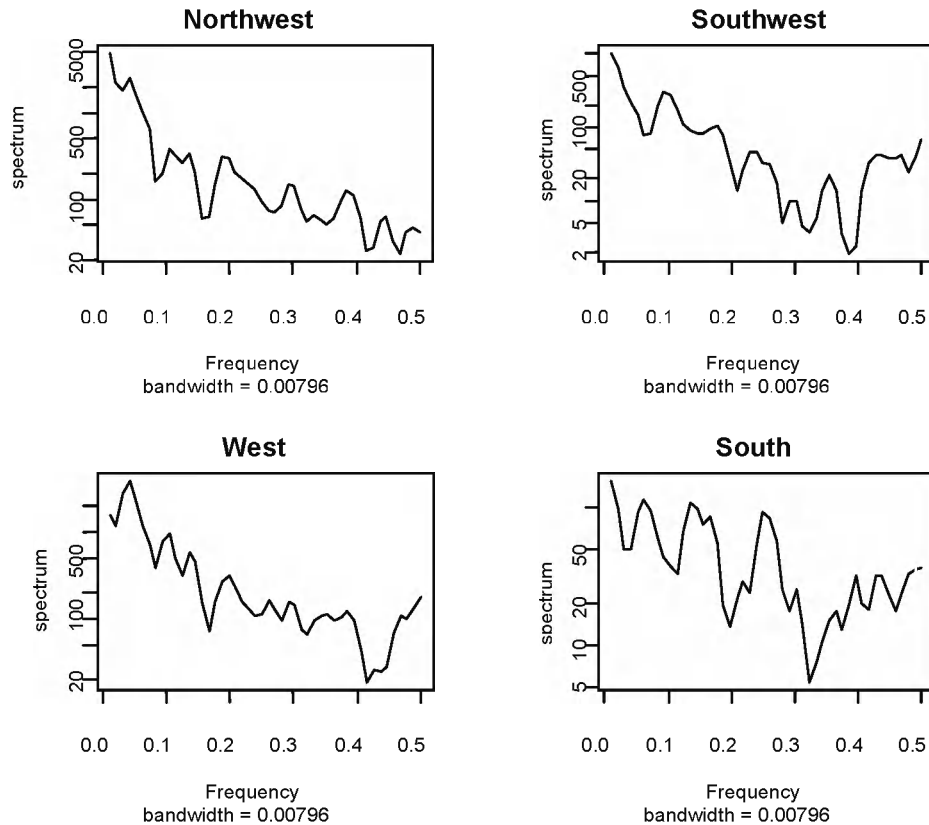 Northwest
spectrum
5000
500
100
20
0.0 0.1 0.2 0.3 0.4 0.5
Frequency
bandwidth = 0.00796
Southwest
spectrum
500
100
20
5
2
0.0 0.1 0.2 0.3 0.4 0.5
Frequency
bandwidth = 0.00796
West
spectrum
500
100
20
0.0 0.1 0.2 0.3 0.4 0.5
Frequency
bandwidth = 0.00796
South
spectrum
50
20
10
5
0.0 0.1 0.2 0.3 0.4 0.5
Frequency
bandwidth = 0.00796